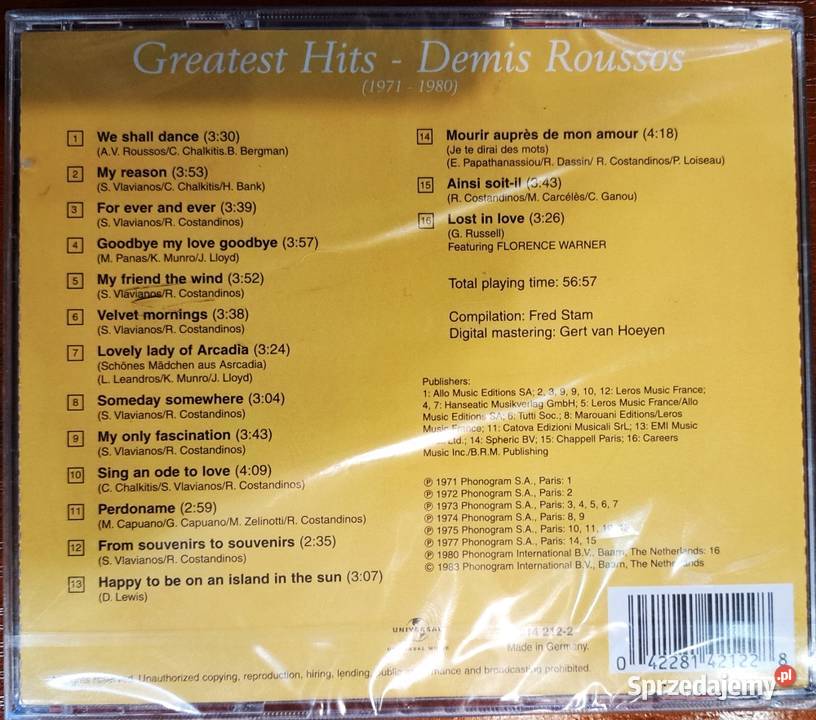 Greatest Hits - Demis Roussos
(1971 - 1980)
1 We shall dance (3:30)
(A.V. Roussos/C. Chalkitis.B. Bergman)
2 My reason (3:53)
(S. Vlavianos/C. Chalkitis/H. Bank)
3 For ever and ever (3:39)
(S. Vlavianos/R. Costandinos)
4 Goodbye my love goodbye (3:57)
(M. Panas/K. Munro/J. Lloyd)
5 My friend the wind (3:52)
(S. Vlavianos/R. Costandinos)
6 Velvet mornings (3:38)
(S. Vlavianos/R. Costandinos)
7 Lovely lady of Arcadia (3:24)
(Schönes Mädchen aus Asrcadia)
(L. Leandros/K. Munro/J. Lloyd)
8 Someday somewhere (3:04)
(S. Vlavianos/R. Costandinos)
9 My only fascination (3:43)
(S. Vlavianos/R. Costandinos)
10 Sing an ode to love (4:09)
(C. Chalkitis/S. Vlavianos/R. Costandinos)
11 Perdoname (2:59)
(M. Capuano/G. Capuano/M. Zelinotti/R. Costandinos)
12 From souvenirs to souvenirs (2:35)
(S. Vlavianos/R. Costandinos)
13 Happy to be on an island in the sun (3:07)
(D. Lewis)
14 Mourir auprès de mon amour (4:18)
(Je te dirai des mots)
(E. Papathanassiou/R. Dassin/ R. Costandinos/P. Loiseau)
15 Ainsi soit-il (3:43)
(R. Costandinos/M. Carcélès/C. Ganou)
16 Lost in love (3:26)
(G. Russell)
Featuring FLORENCE WARNER
Total playing time: 56:57
Compilation: Fred Stam
Digital mastering: Gert van Hoeyen
Publishers:
1: Allo Music Editions SA; 2, 3, 9, 9, 10, 12: Leros Music France;
4, 7: Hanseatic Musikverlag GmbH; 5: Leros Music France/Allo
Music Editions SA; 6: Tutti Soc.; 8: Marouani Editions/Leros
Music France; 11: Catova Edizioni Musicali SrL; 13: EMI Music
Ltd.; 14: Spheric BV; 15: Chappell Paris; 16: Careers
Music Inc./B.R.M. Publishing
℗ 1971 Phonogram S.A., Paris: 1
℗ 1972 Phonogram S.A., Paris: 2
℗ 1973 Phonogram S.A., Paris: 3, 4, 5, 6, 7
℗ 1974 Phonogram S.A., Paris: 8, 9
℗ 1975 Phonogram S.A., Paris: 10, 11,
℗ 1977 Phonogram S.A., Paris: 14, 15
℗ 1980 Phonogram International B.V., Baarn, The Netherlands: 16
© 1983 Phonogram International B.V., Baarn, The Netherlands
UNIVERSAL
UNIVERSAL MUSIC
212-2
Made in Germany.
reserved. Unauthorized copying, reproduction, hiring, lending, public performance and broadcasting prohibited.
0 42281 42122 8
Sprzedajemy.pl